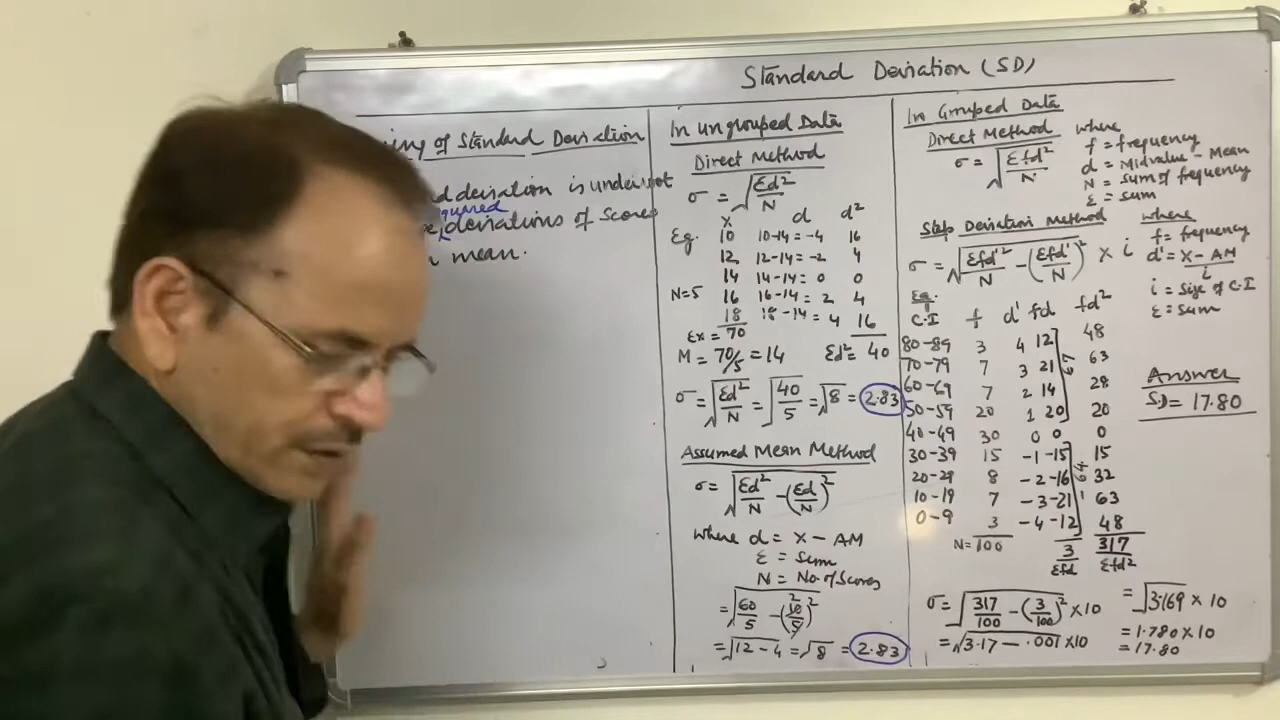 Standard Deviation (SD)
of Standard Deviation
deviation is underroot
deviations of scores
mean.
In ungrouped Data
Direct Method
σ = √Σd²/N
x d d²
Eg. 10 10-14 = -4 16
12 12-14 = -2 4
14 14-14 = 0 0
N=5 16 16-14 = 2 4
18 18-14 = 4 16
Σx = 70
M = 70/5 = 14 Σd² = 40
σ = √Σd²/N = √40/5 = √8 = 2.83
Assumed Mean Method
σ = √Σd²/N - (Σd/N)²
where d = X - AM
Σ = Sum
N = No. of Scores
= √60/5 - (10/5)²
2
= √12 - 4 = √8 = 2.83
In Grouped Data
Direct Method
σ = √Σfd²/N
where
f = frequency
d = Midvalue - Mean
N = sum of frequency
Σ = sum
Step Deviation Method
σ = √Σfd'²/N - (Σfd'/N)² × i
where
f = frequency
d' = X - AM / i
i = Size of C.I
Σ = Sum
Eg.
C.I f d' fd fd²
80-89 3 4 12 48
70-79 7 3 21 63
60-69 7 2 14 28
50-59 20 1 20 20
67
40-49 30 0 0 0
30-39 15 -1 -15 15
20-29 8 -2 -16 32
10-19 7 -3 -21 63
0-9 3 -4 -12 48
-64
N = 100 3 317
Σfd Σfd²
σ = √317/100 - (3/100)² × 10
= √3.17 - .001 × 10
= √3.169 × 10
= 1.780 × 10
= 17.80
Answer
S.D = 17.80